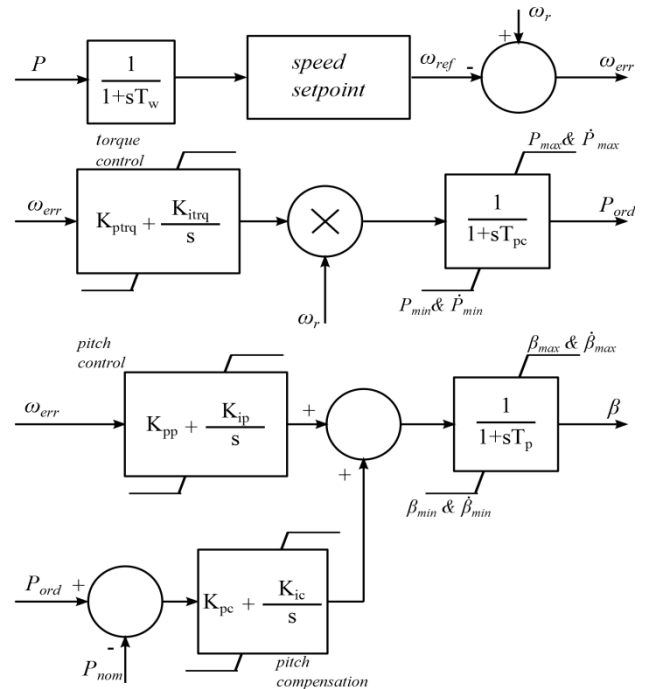 ω_r
P 1/(1+sT_w) speed setpoint ω_ref + - ω_err
torque control P_max & Ṗ_max
ω_err K_ptrq + K_itrq/s × 1/(1+sT_pc) P_ord
ω_r P_min & Ṗ_min
pitch control β_max & β̇_max
ω_err K_pp + K_ip/s + 1/(1+sT_p) β
+ β_min & β̇_min
P_ord + K_pc + K_ic/s
-
P_nom pitch compensation